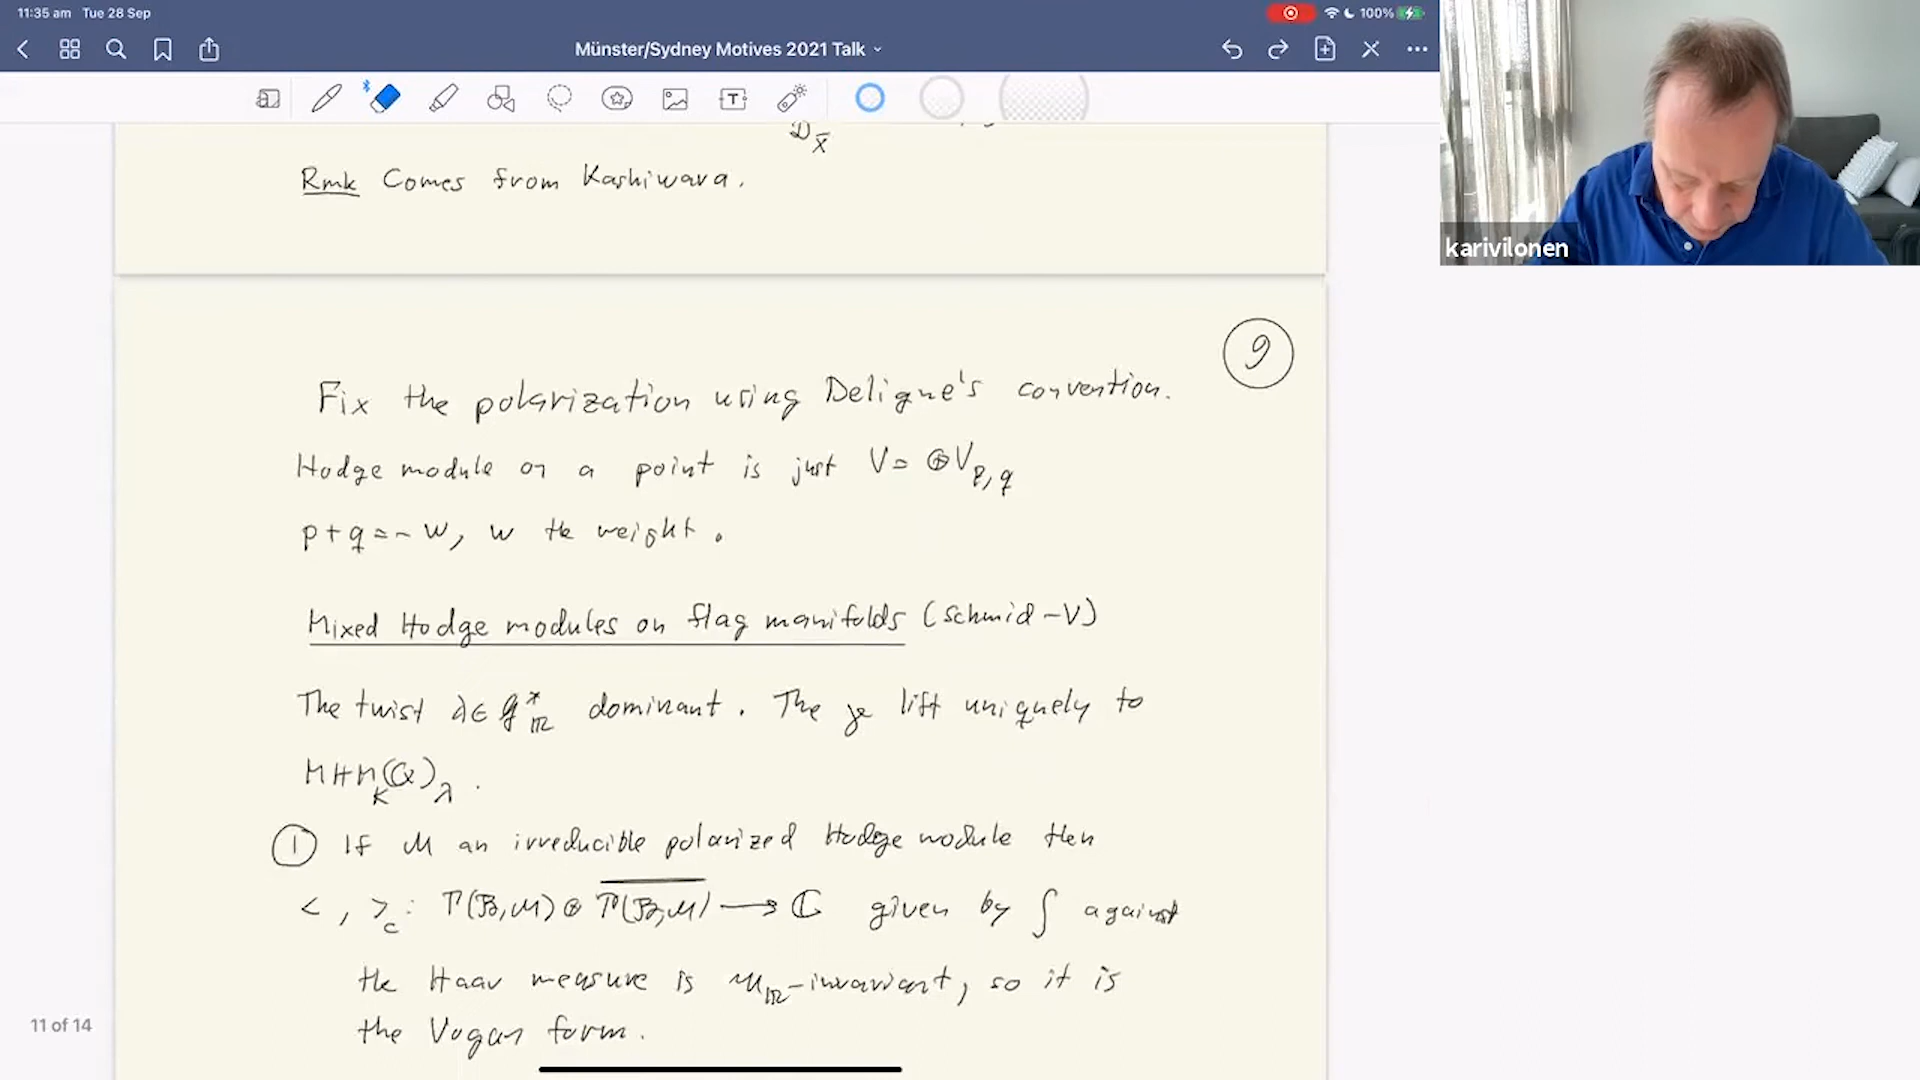 11:35 am Tue 28 Sep
100%
Münster/Sydney Motives 2021 Talk
T
𝒟_X̄
Rmk Comes from Kashiwara.
karivilonen
9
Fix the polarization using Deligne's convention.
Hodge module on a point is just V = ⊕V_{p,q}
p+q=-w, w the weight.
Mixed Hodge modules on flag manifolds (Schmid-V)
The twist λ∈ 𝔥*_ℝ dominant. The lift uniquely to
MHM_K( )_λ.
① If ℳ an irreducible polarized Hodge module then
< , >_c: Γ(ℬ,ℳ) ⊗ \overline{Γ(ℬ,ℳ)} → ℂ given by ∫ against
the Haar measure is 𝔲_ℝ-invariant, so it is
the Vogan form.
11 of 14